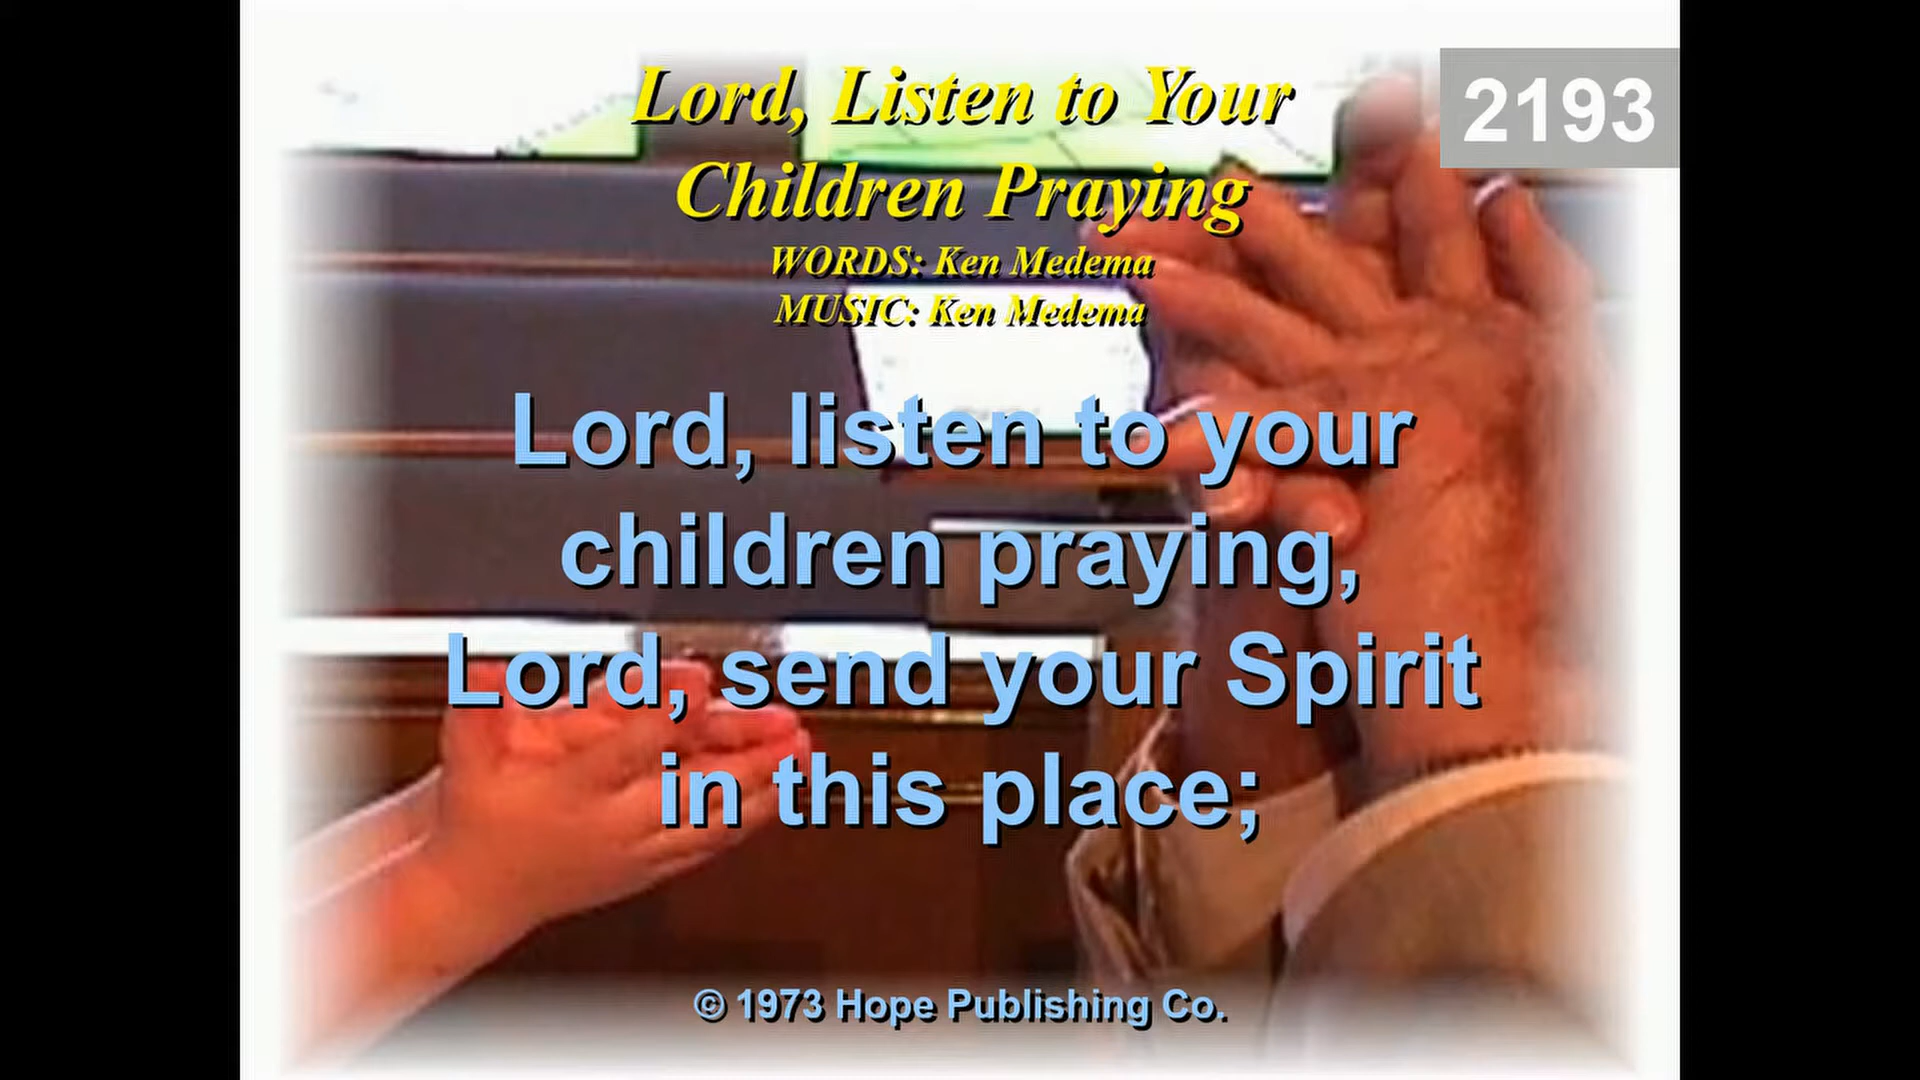 Lord, Listen to Your
Children Praying
2193
WORDS: Ken Medema
MUSIC: Ken Medema
Lord, listen to your
children praying,
Lord, send your Spirit
in this place;
© 1973 Hope Publishing Co.